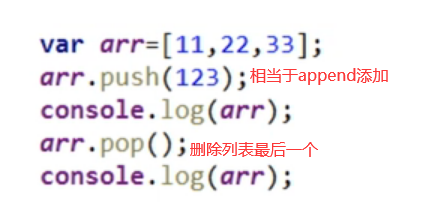 var arr=[11,22,33];
arr.push(123);相当于append添加
console.log(arr);
arr.pop();删除列表最后一个
console.log(arr);